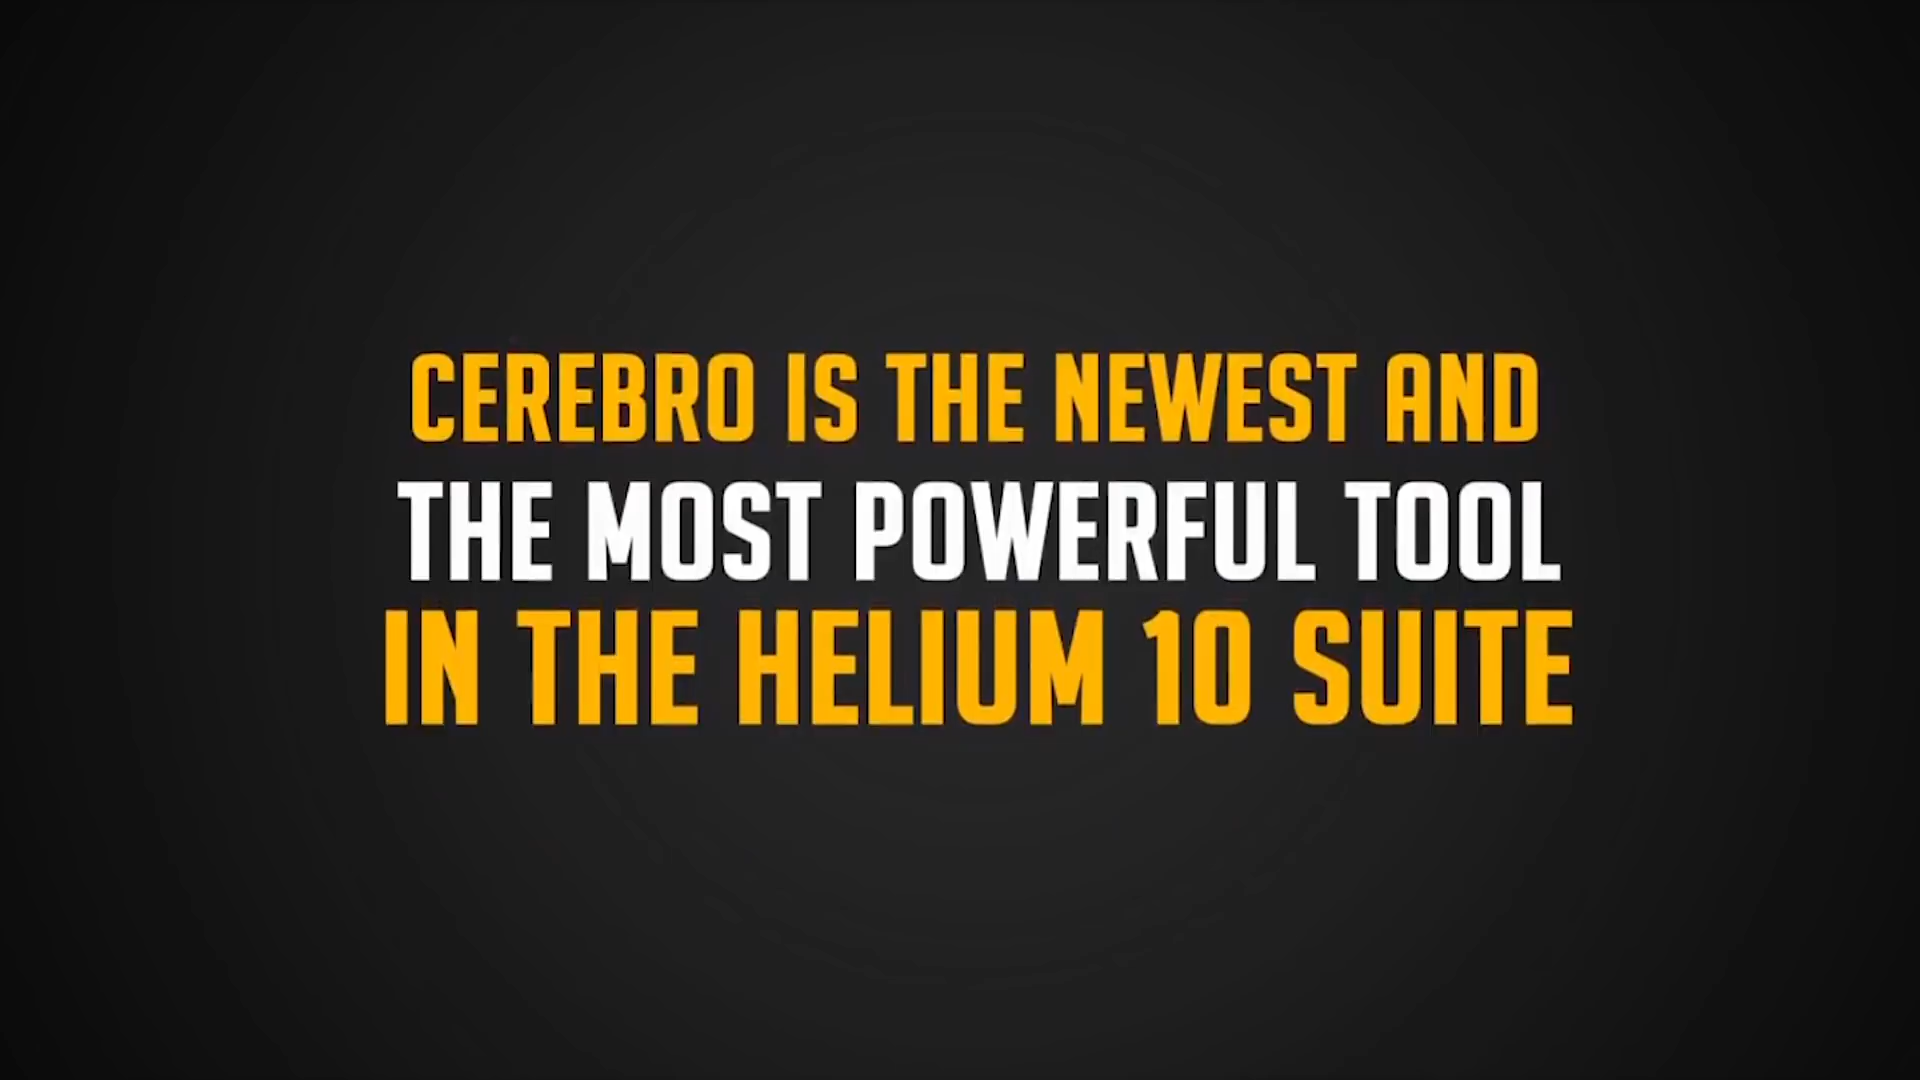 CEREBRO IS THE NEWEST AND
THE MOST POWERFUL TOOL
IN THE HELIUM 10 SUITE